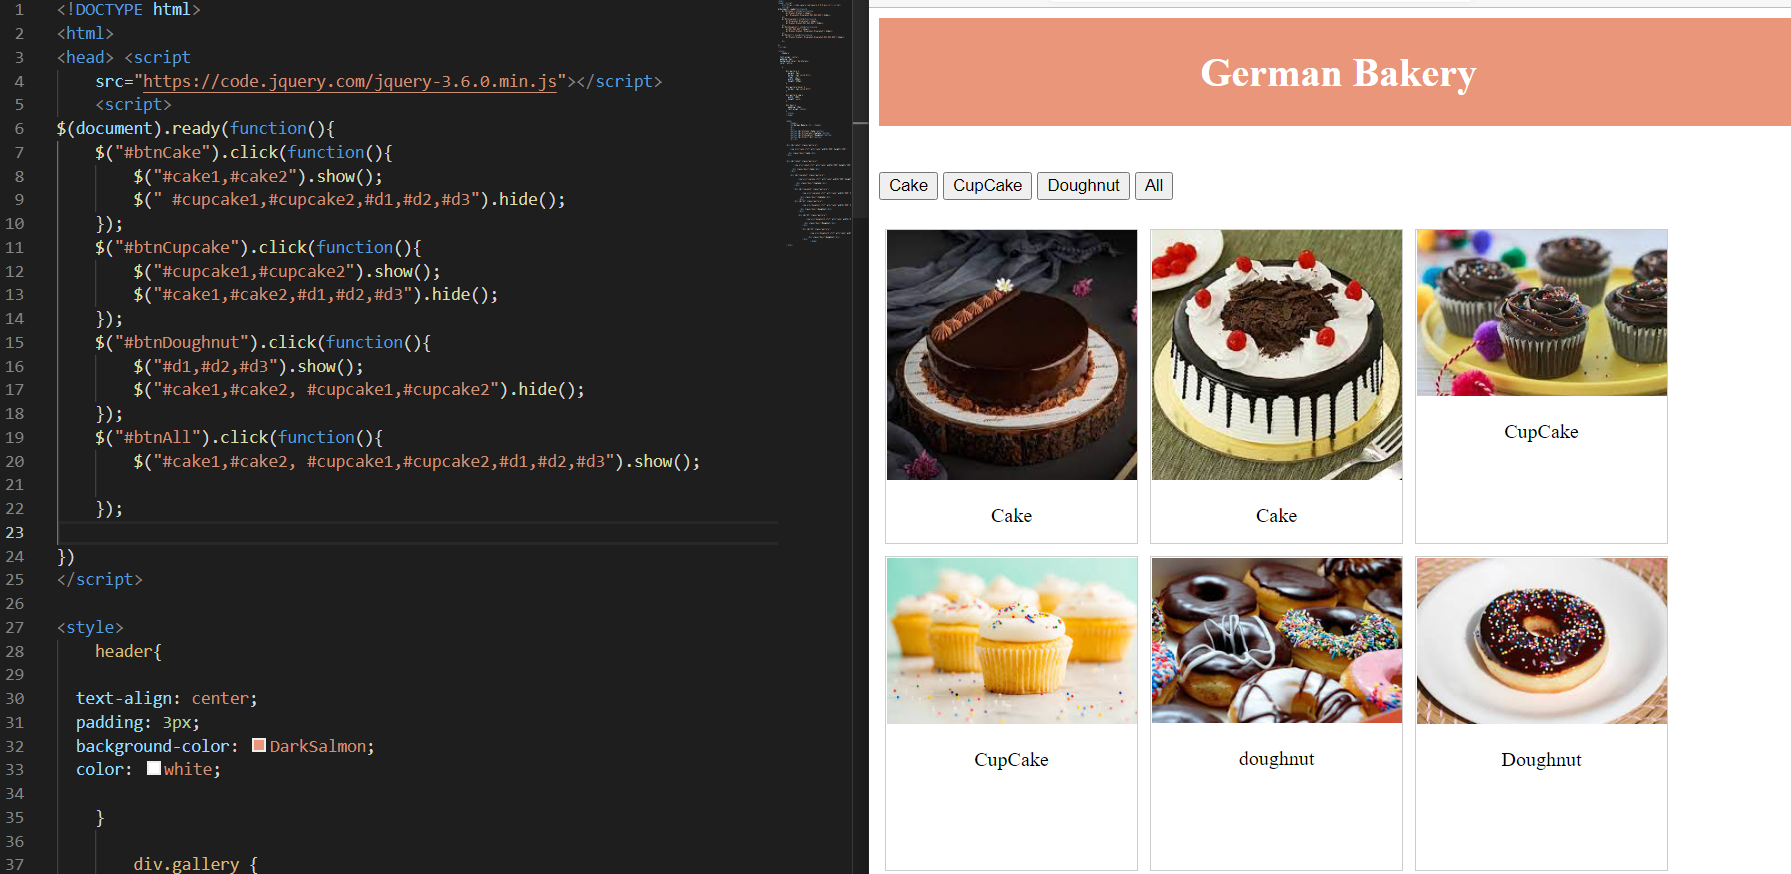 1 <!DOCTYPE html>
2 <html>
3 <head> <script
4 src="https://code.jquery.com/jquery-3.6.0.min.js"></script>
5 <script>
6 $(document).ready(function(){
7 $("#btnCake").click(function(){
8 $("#cake1,#cake2").show();
9 $(" #cupcake1,#cupcake2,#d1,#d2,#d3").hide();
10 });
11 $("#btnCupcake").click(function(){
12 $("#cupcake1,#cupcake2").show();
13 $("#cake1,#cake2,#d1,#d2,#d3").hide();
14 });
15 $("#btnDoughnut").click(function(){
16 $("#d1,#d2,#d3").show();
17 $("#cake1,#cake2, #cupcake1,#cupcake2").hide();
18 });
19 $("#btnAll").click(function(){
20 $("#cake1,#cake2, #cupcake1,#cupcake2,#d1,#d2,#d3").show();
21
22 });
23
24 })
25 </script>
26
27 <style>
28 header{
29
30 text-align: center;
31 padding: 3px;
32 background-color: DarkSalmon;
33 color: white;
34
35 }
36
37 div.gallery {
German Bakery
Cake CupCake Doughnut All
Cake Cake CupCake
CupCake doughnut Doughnut